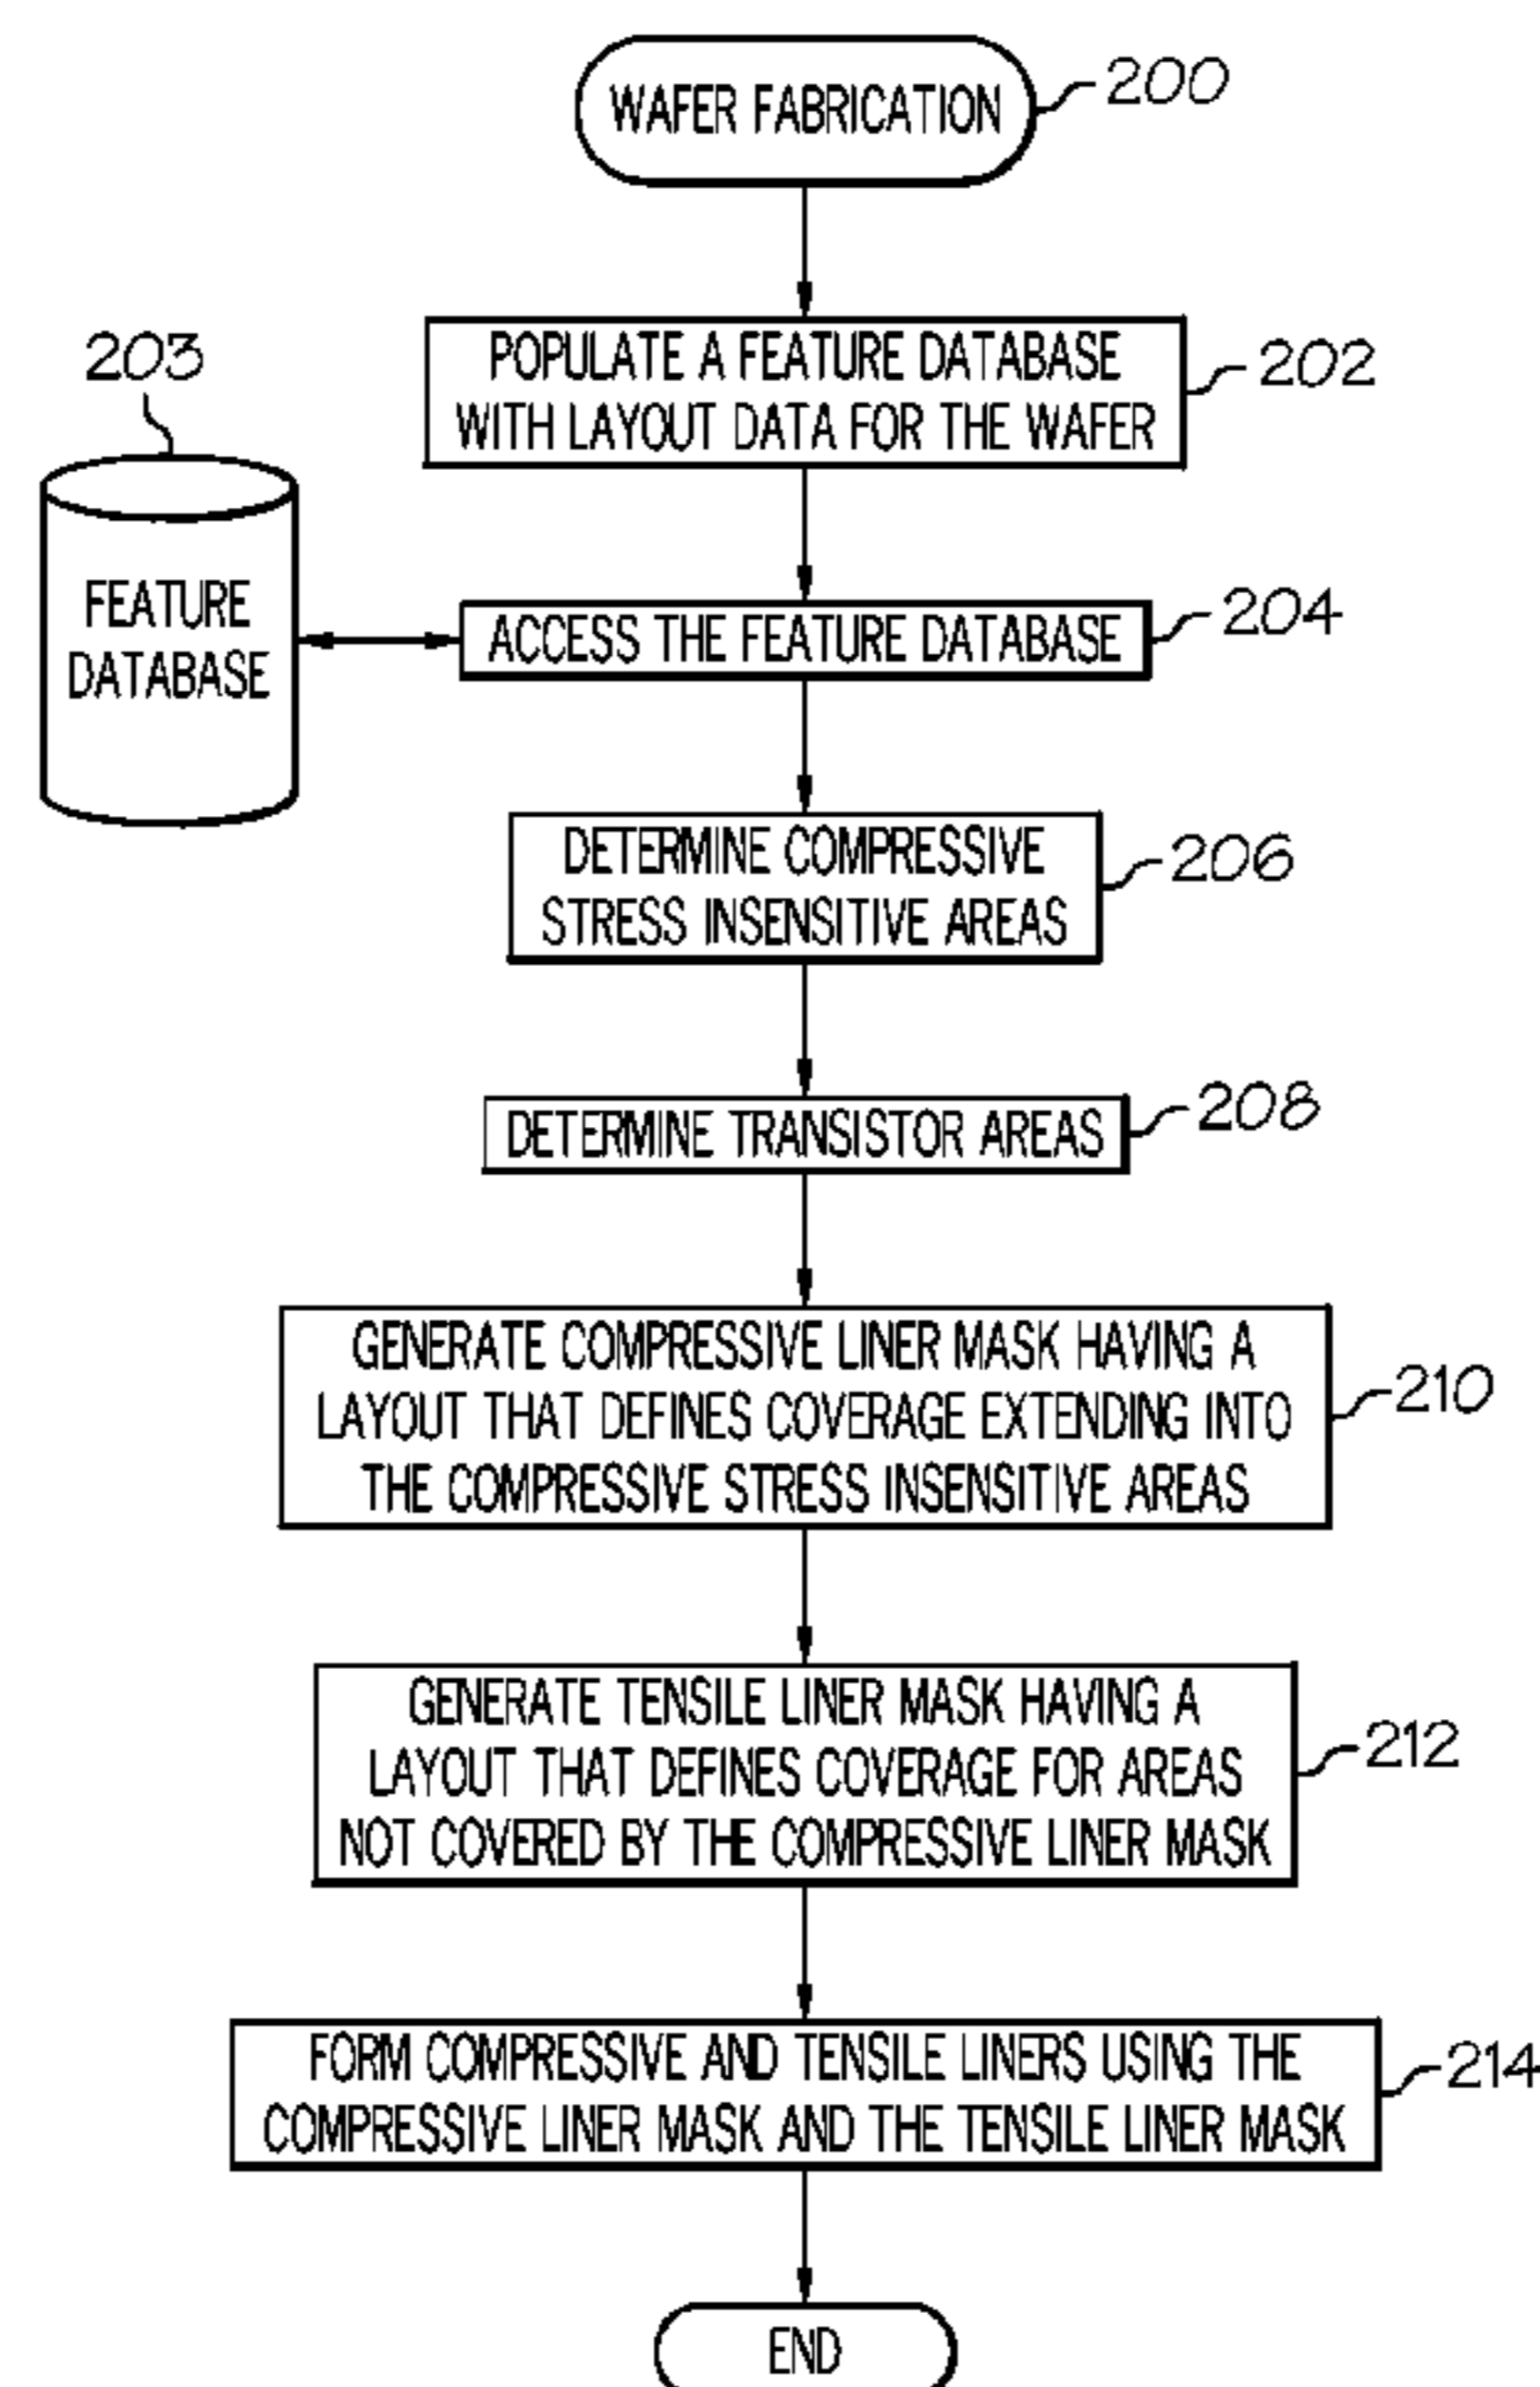 WAFER FABRICATION
200
POPULATE A FEATURE DATABASE
WITH LAYOUT DATA FOR THE WAFER
202
203
FEATURE
DATABASE
ACCESS THE FEATURE DATABASE
204
DETERMINE COMPRESSIVE
STRESS INSENSITIVE AREAS
206
DETERMINE TRANSISTOR AREAS
208
GENERATE COMPRESSIVE LINER MASK HAVING A
LAYOUT THAT DEFINES COVERAGE EXTENDING INTO
THE COMPRESSIVE STRESS INSENSITIVE AREAS
210
GENERATE TENSILE LINER MASK HAVING A
LAYOUT THAT DEFINES COVERAGE FOR AREAS
NOT COVERED BY THE COMPRESSIVE LINER MASK
212
FORM COMPRESSIVE AND TENSILE LINERS USING THE
COMPRESSIVE LINER MASK AND THE TENSILE LINER MASK
214
END